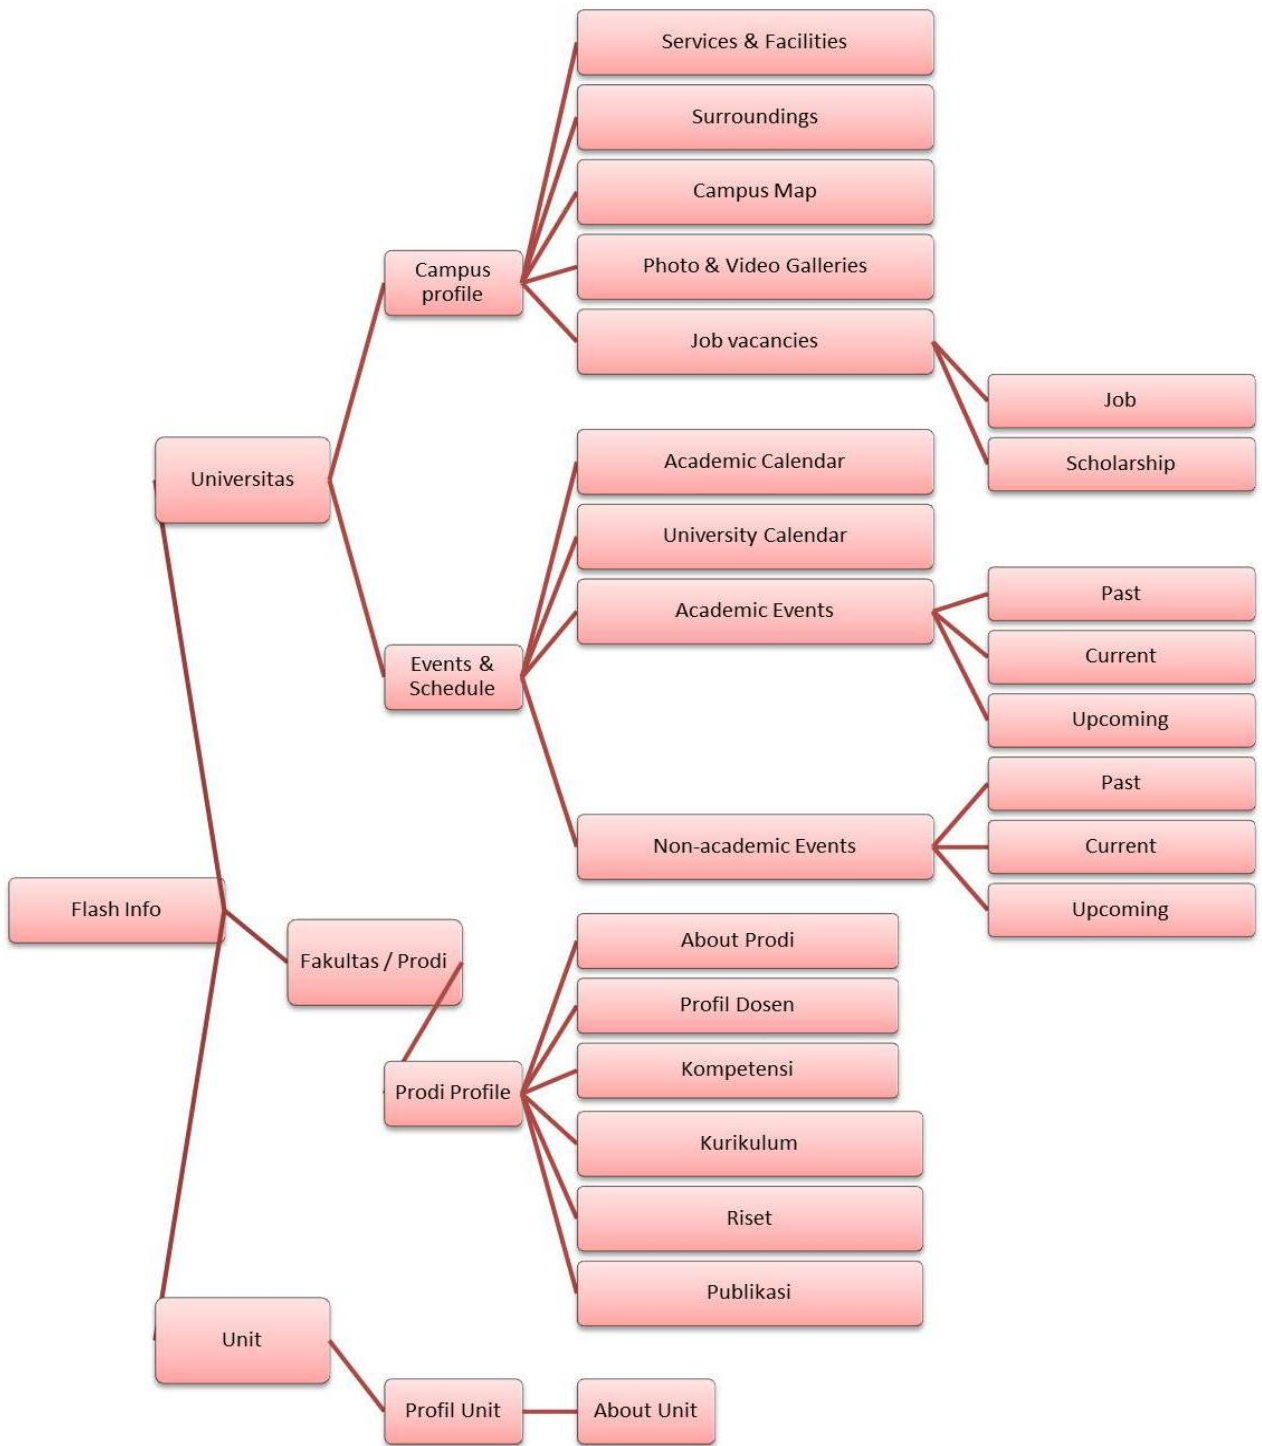 Services & Facilities
Surroundings
Campus Map
Photo & Video Galleries
Campus
profile
Job vacancies
Job
Scholarship
Universitas
Academic Calendar
University Calendar
Academic Events
Past
Current
Upcoming
Events &
Schedule
Non-academic Events
Past
Current
Upcoming
Flash Info
Fakultas / Prodi
Prodi Profile
About Prodi
Profil Dosen
Kompetensi
Kurikulum
Riset
Publikasi
Unit
Profil Unit
About Unit